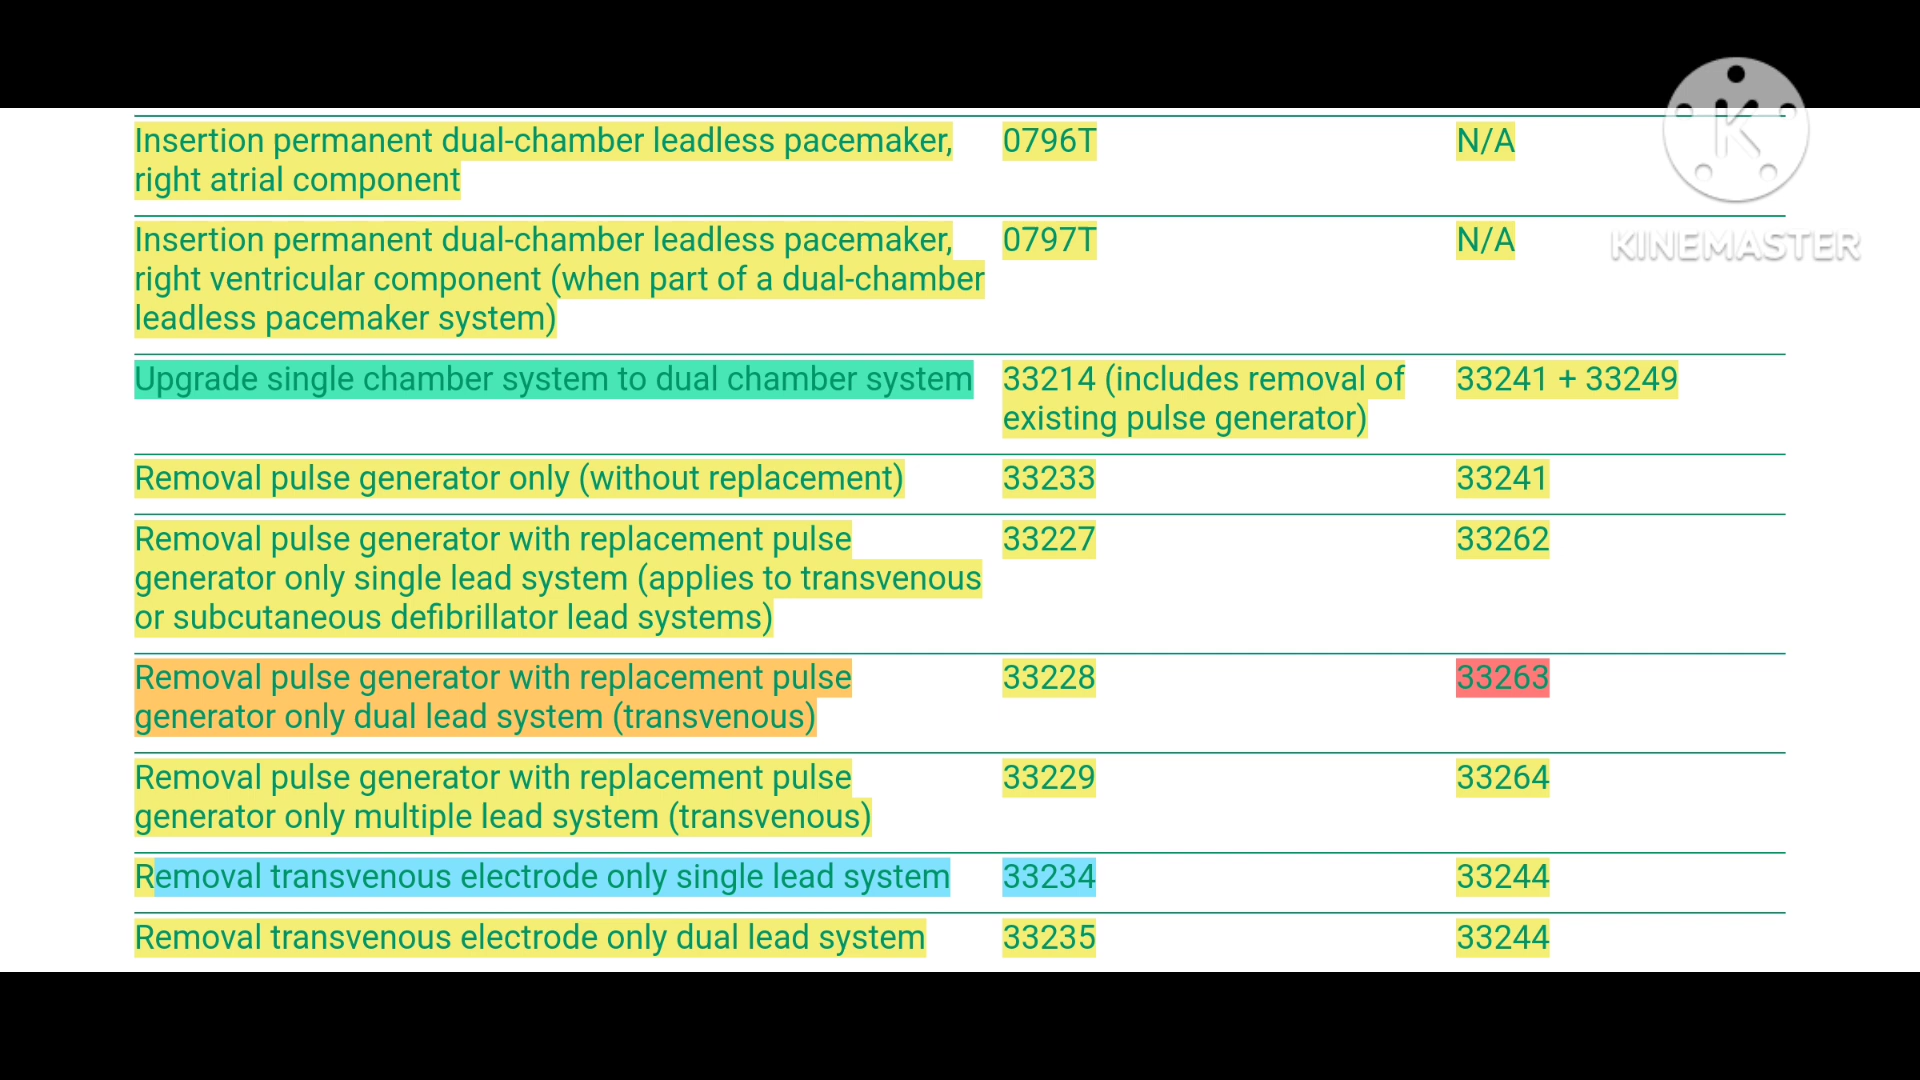 Insertion permanent dual-chamber leadless pacemaker, 0796T N/A
right atrial component
Insertion permanent dual-chamber leadless pacemaker, 0797T N/A
right ventricular component (when part of a dual-chamber
leadless pacemaker system)
Upgrade single chamber system to dual chamber system 33214 (includes removal of 33241 + 33249
existing pulse generator)
Removal pulse generator only (without replacement) 33233 33241
Removal pulse generator with replacement pulse 33227 33262
generator only single lead system (applies to transvenous
or subcutaneous defibrillator lead systems)
Removal pulse generator with replacement pulse 33228 33263
generator only dual lead system (transvenous)
Removal pulse generator with replacement pulse 33229 33264
generator only multiple lead system (transvenous)
Removal transvenous electrode only single lead system 33234 33244
Removal transvenous electrode only dual lead system 33235 33244
K
KINEMASTER